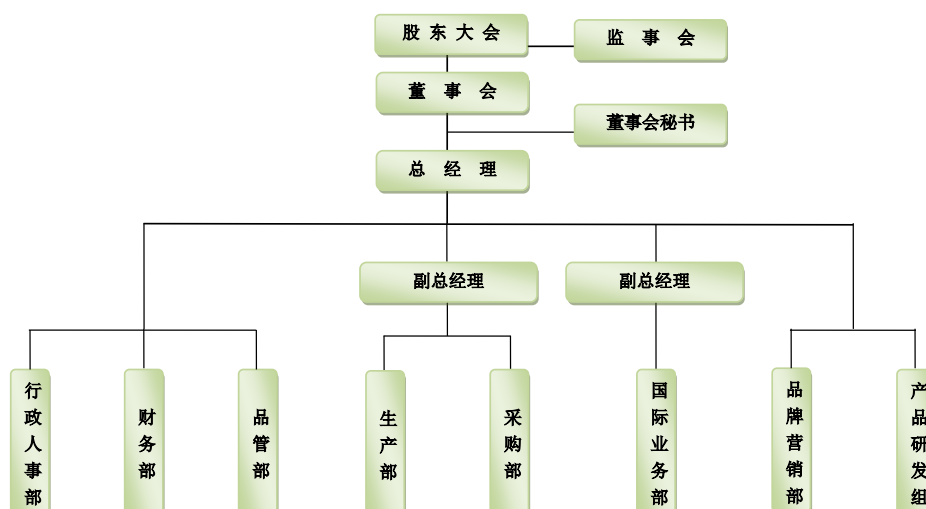 股东大会
监事会
董事会
董事会秘书
总经理
副总经理
副总经理
行政人事部
财务部
品管部
生产部
采购部
国际业务部
品牌营销部
产品研发组